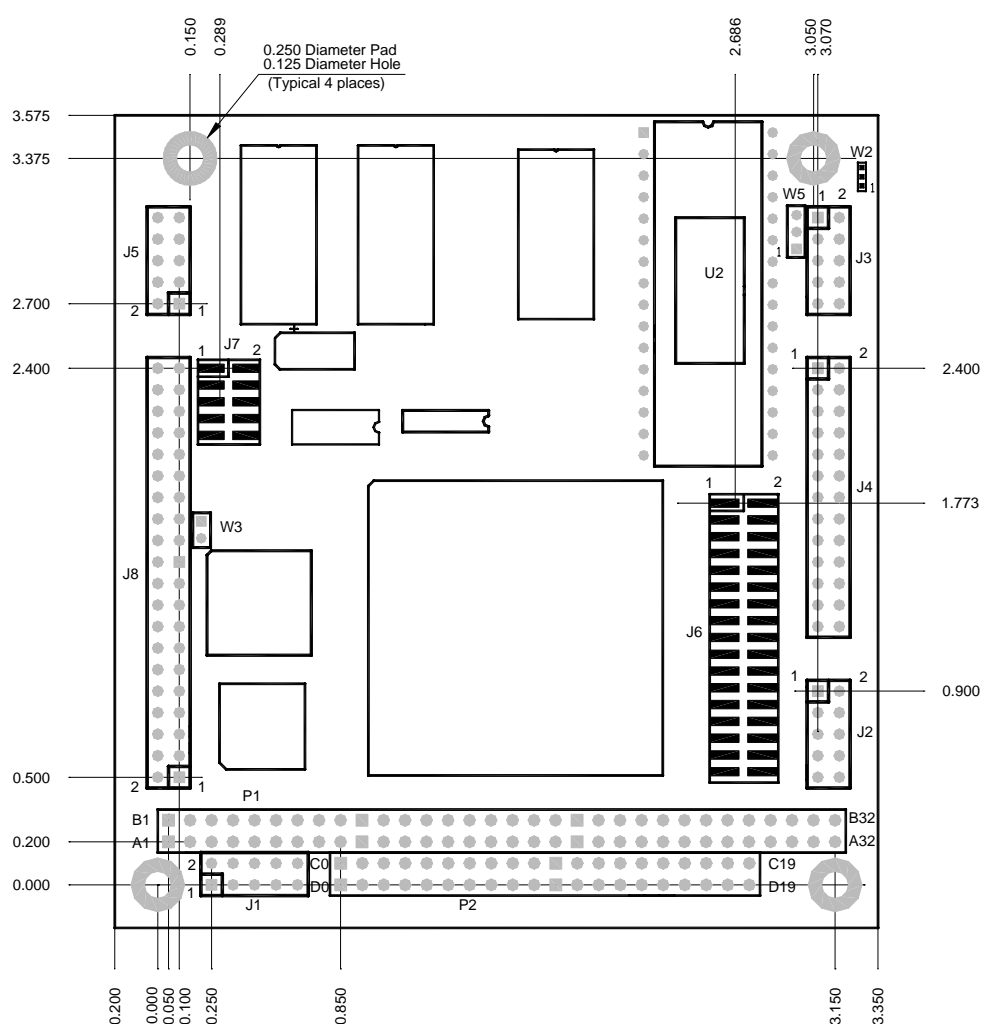 0.150
0.289
2.686
3.050
3.070
0.250 Diameter Pad
0.125 Diameter Hole
(Typical 4 places)
3.575
3.375
W2
1
W5
1 2
1
J5
J3
U2
2.700
2 1
1 J7 2
+
2.400
1 2
2.400
1 2
1.773
J4
W3
J8
J6
1 2
0.900
J2
0.500
2 1
P1
B1
B32
0.200
A1
A32
2
C0
C19
0.000
1
D0
D19
J1
P2
0.200
0.000
0.050
0.100
0.250
0.850
3.150
3.350